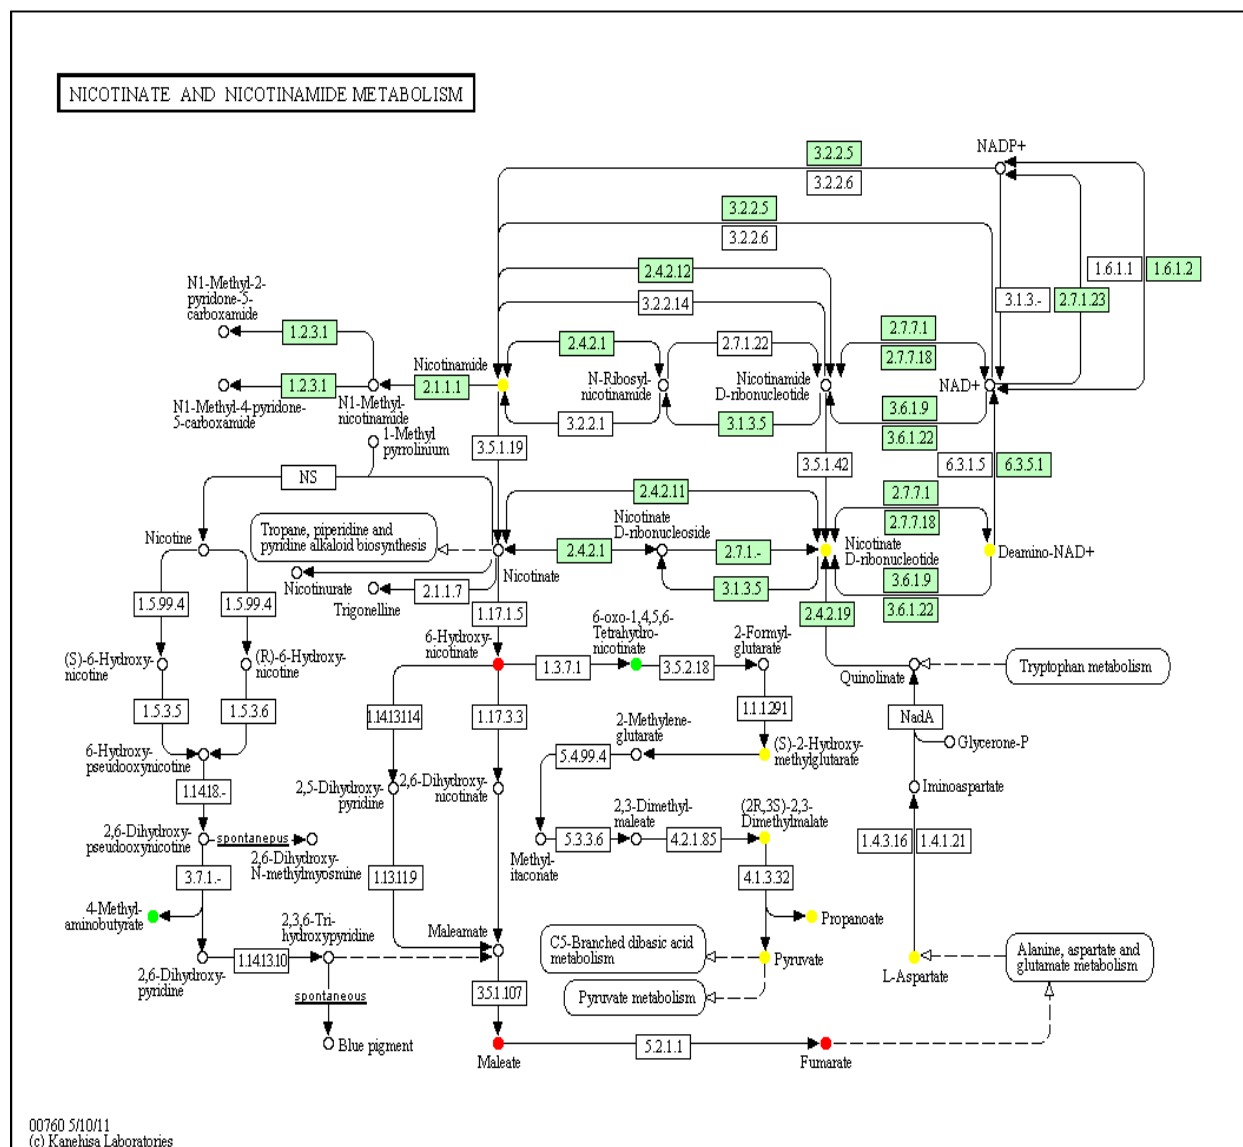 NICOTINATE AND NICOTINAMIDE METABOLISM
NADP+
3.2.2.5
3.2.2.6
3.2.2.5
3.2.2.6
2.4.2.12
3.2.2.14
1.6.1.1
1.6.1.2
3.1.3.-
2.7.1.23
N1-Methyl-2-
pyridone-5-
carboxamide
1.2.3.1
Nicotinamide
2.4.2.1
2.7.1.22
2.7.7.1
2.7.7.18
1.2.3.1
2.1.1.1
N-Ribosyl-
nicotinamide
Nicotinamide
D-ribonucleotide
NAD+
N1-Methyl-4-pyridone-
5-carboxamide
N1-Methyl-
nicotinamide
3.2.2.1
3.1.3.5
3.6.1.9
3.6.1.22
1-Methyl
pyrrolinium
3.5.1.19
3.5.1.42
6.3.1.5
6.3.5.1
NS
2.4.2.11
2.7.7.1
2.7.7.18
Nicotine
Tropane, piperidine and
pyridine alkaloid biosynthesis
Nicotinate
D-ribonucleoside
2.4.2.1
2.7.1.-
Nicotinate
D-ribonucleotide
Deamino-NAD+
Nicotinurate
Nicotinate
3.1.3.5
3.6.1.9
3.6.1.22
1.5.99.4
1.5.99.4
Trigonelline
2.1.1.7
1.17.1.5
2.4.2.19
6-Hydroxy-
nicotinate
6-oxo-1,4,5,6-
Tetrahydro-
nicotinate
2-Formyl-
glutarate
(S)-6-Hydroxy-
nicotine
(R)-6-Hydroxy-
nicotine
1.3.7.1
3.5.2.18
Quinolinate
Tryptophan metabolism
1.5.3.5
1.5.3.6
1.14.13.114
1.17.3.3
1.1.1.291
NadA
6-Hydroxy-
pseudooxynicotine
2-Methylene-
glutarate
5.4.99.4
(S)-2-Hydroxy-
methylglutarate
Glycerone-P
1.14.18.-
2,5-Dihydroxy-
pyridine
2,6-Dihydroxy-
nicotinate
Iminoaspartate
2,6-Dihydroxy-
pseudooxynicotine
spontaneous
2,6-Dihydroxy-
N-methylmyosmine
2,3-Dimethyl-
maleate
(2R,3S)-2,3-
Dimethylmalate
Methyl-
itaconate
5.3.3.6
4.2.1.85
1.4.3.16
1.4.1.21
3.7.1.-
1.13.11.9
4.1.3.32
4-Methyl-
aminobutyrate
2,3,6-Tri-
hydroxypyridine
Maleamate
Propanoate
2,6-Dihydroxy-
pyridine
1.14.13.10
C5-Branched dibasic acid
metabolism
Pyruvate
L-Aspartate
Alanine, aspartate and
glutamate metabolism
spontaneous
3.5.1.107
Pyruvate metabolism
Blue pigment
Maleate
5.2.1.1
Fumarate
00760 5/10/11
(c) Kanehisa Laboratories